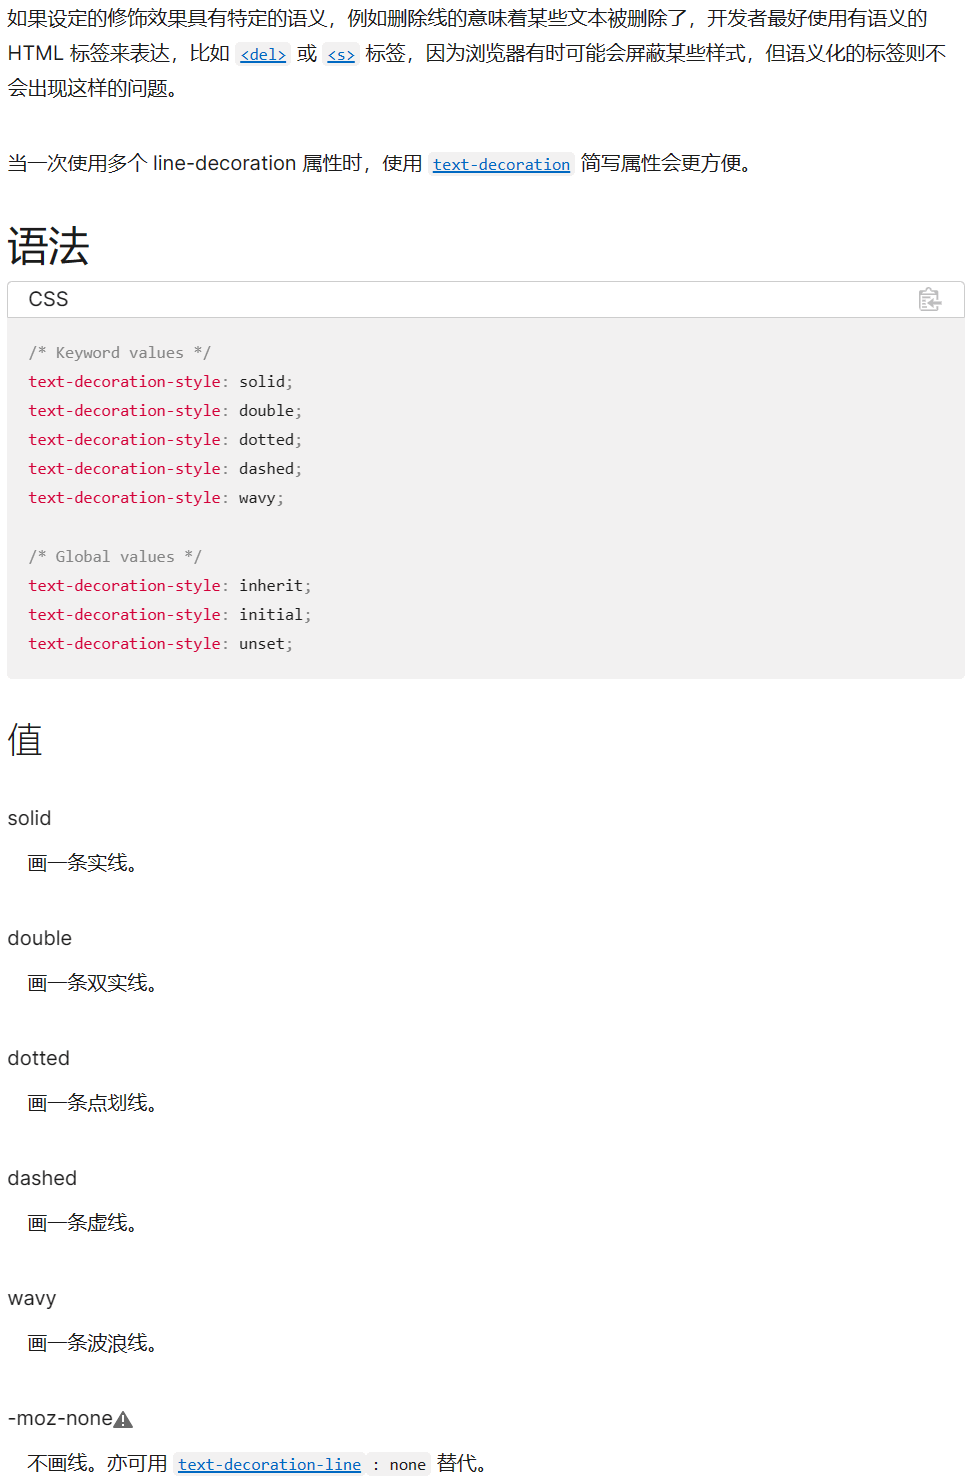 如果设定的修饰效果具有特定的语义，例如删除线的意味着某些文本被删除了，开发者最好使用有语义的
HTML 标签来表达，比如 <del> 或 <s> 标签，因为浏览器有时可能会屏蔽某些样式，但语义化的标签则不
会出现这样的问题。
当一次使用多个 line-decoration 属性时，使用 text-decoration 简写属性会更方便。
语法
CSS
/* Keyword values */
text-decoration-style: solid;
text-decoration-style: double;
text-decoration-style: dotted;
text-decoration-style: dashed;
text-decoration-style: wavy;
/* Global values */
text-decoration-style: inherit;
text-decoration-style: initial;
text-decoration-style: unset;
值
solid
画一条实线。
double
画一条双实线。
dotted
画一条点划线。
dashed
画一条虚线。
wavy
画一条波浪线。
-moz-none
不画线。亦可用 text-decoration-line : none 替代。